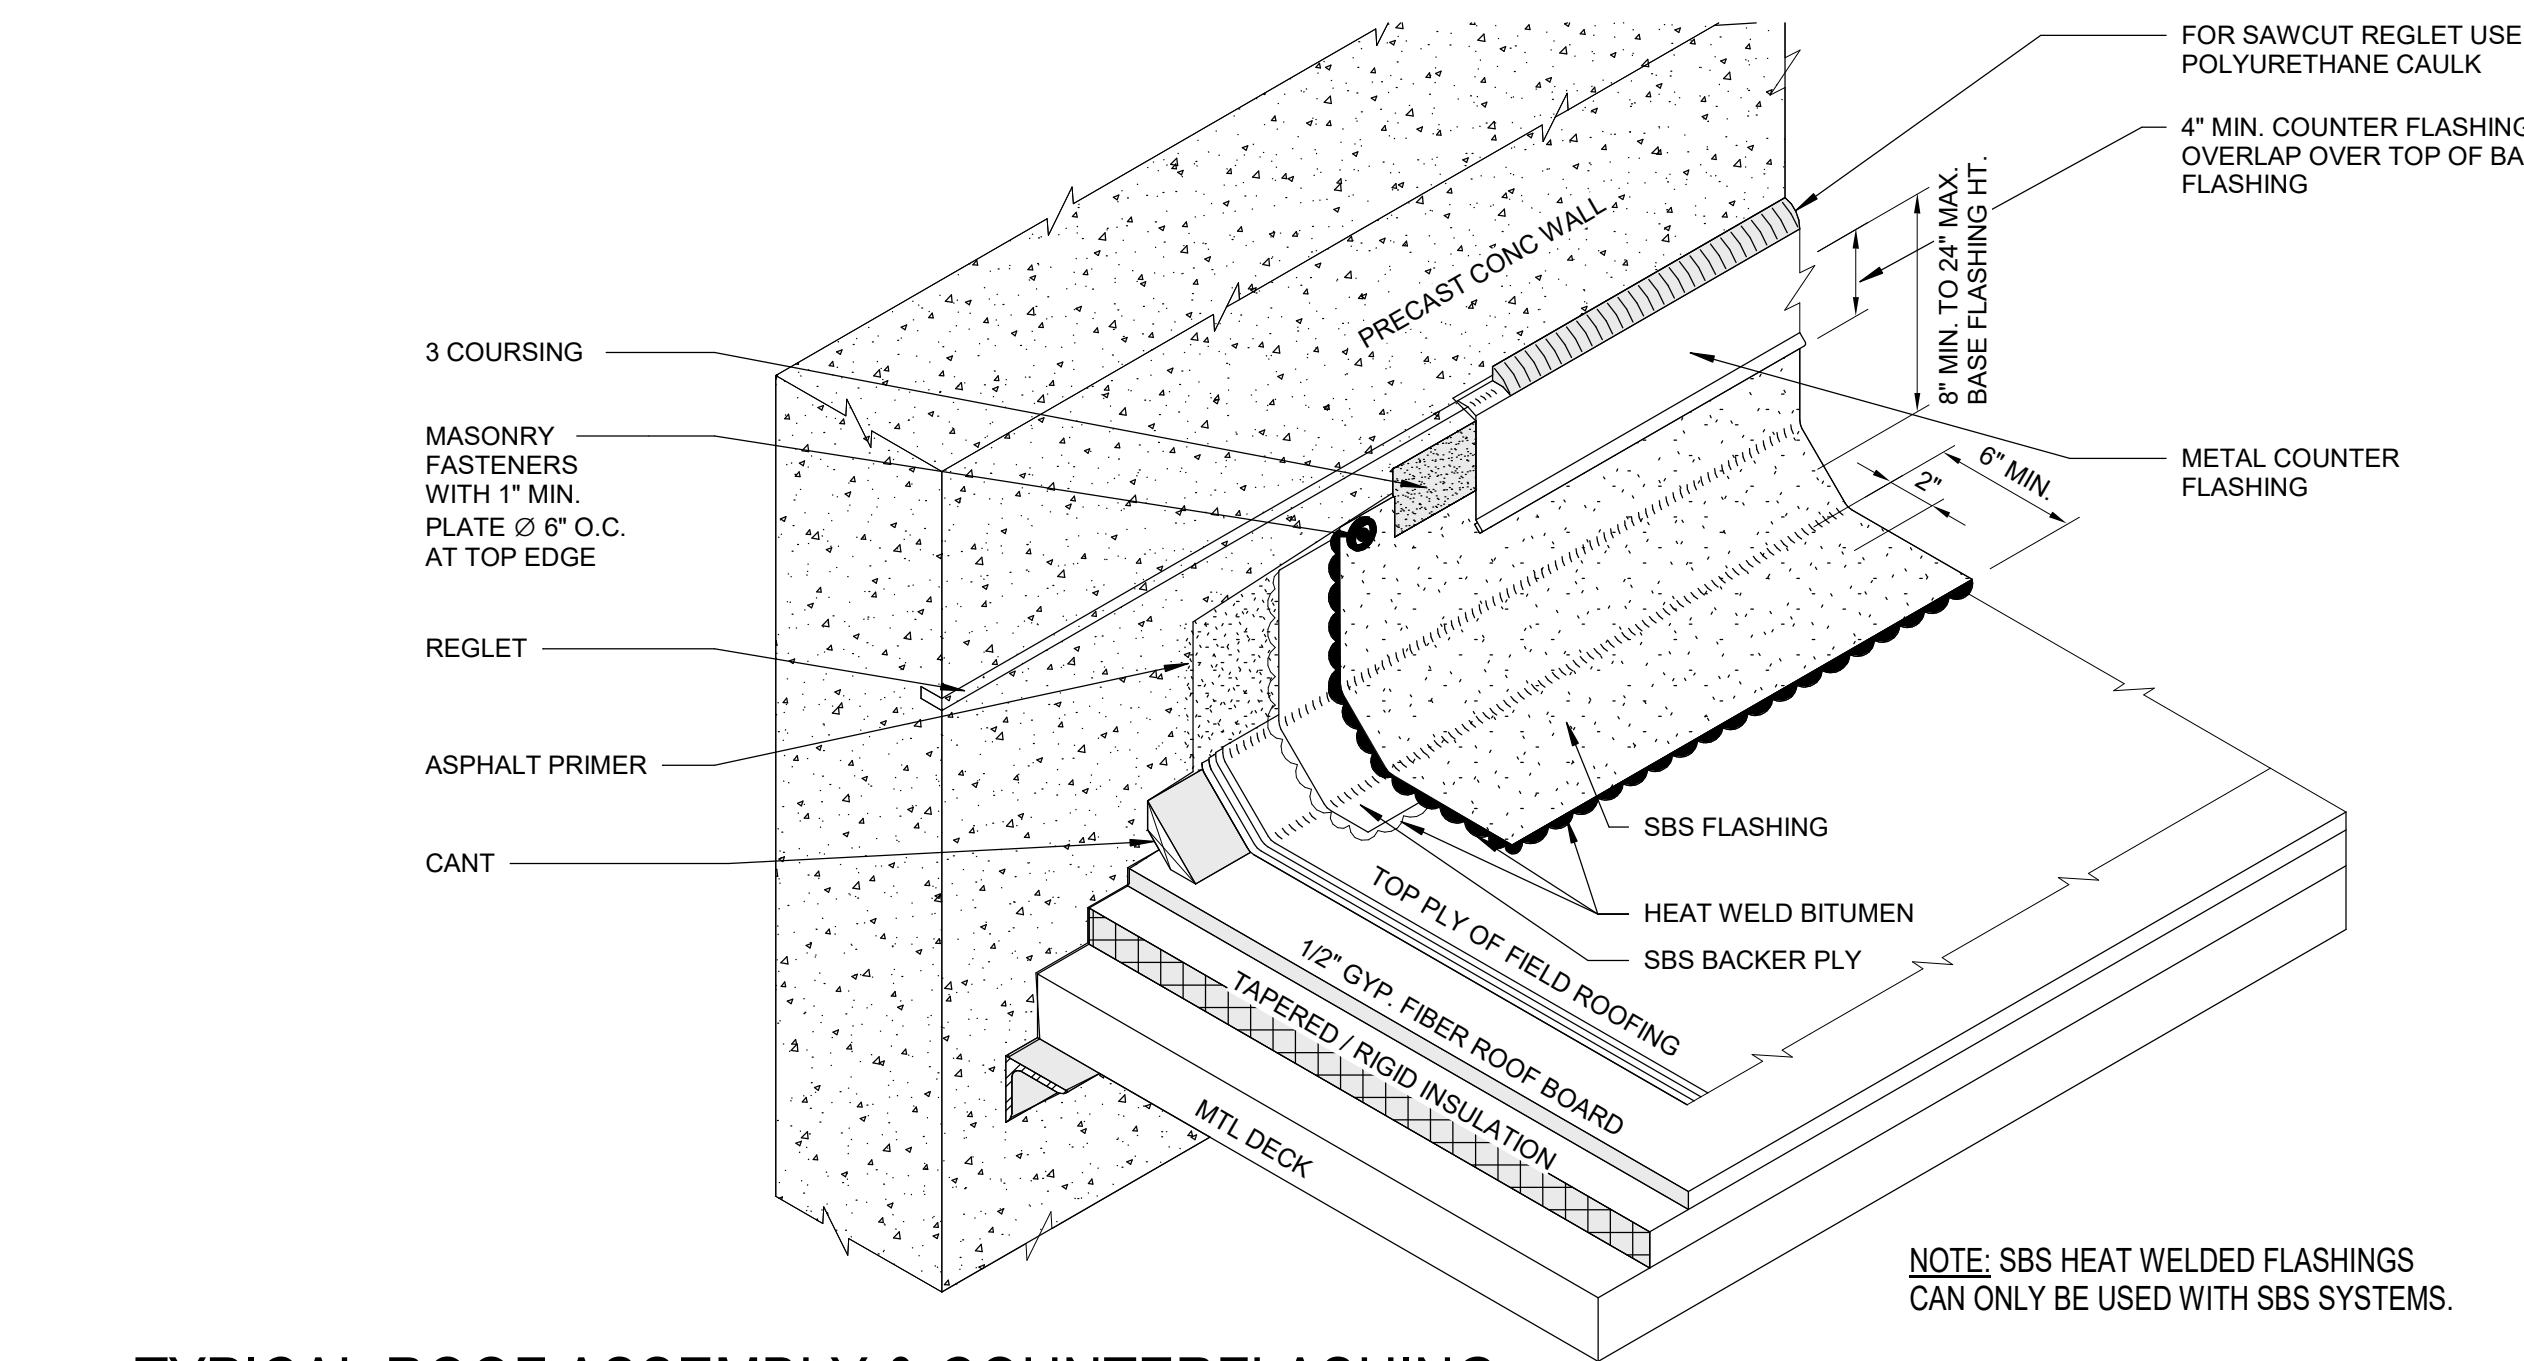 FOR SAWCUT REGLET USE
POLYURETHANE CAULK
4" MIN. COUNTER FLASHING
OVERLAP OVER TOP OF BA
FLASHING
8" MIN. TO 24" MAX.
BASE FLASHING HT.
PRECAST CONC WALL
3 COURSING
MASONRY
FASTENERS
WITH 1" MIN.
PLATE Ø 6" O.C.
AT TOP EDGE
METAL COUNTER
FLASHING
6" MIN.
2"
REGLET
ASPHALT PRIMER
CANT
SBS FLASHING
HEAT WELD BITUMEN
SBS BACKER PLY
TOP PLY OF FIELD ROOFING
1/2" GYP. FIBER ROOF BOARD
TAPERED / RIGID INSULATION
MTL DECK
NOTE: SBS HEAT WELDED FLASHINGS
CAN ONLY BE USED WITH SBS SYSTEMS.
TYPICAL ROOF ASSEMBLY & COUNTERFLASHING